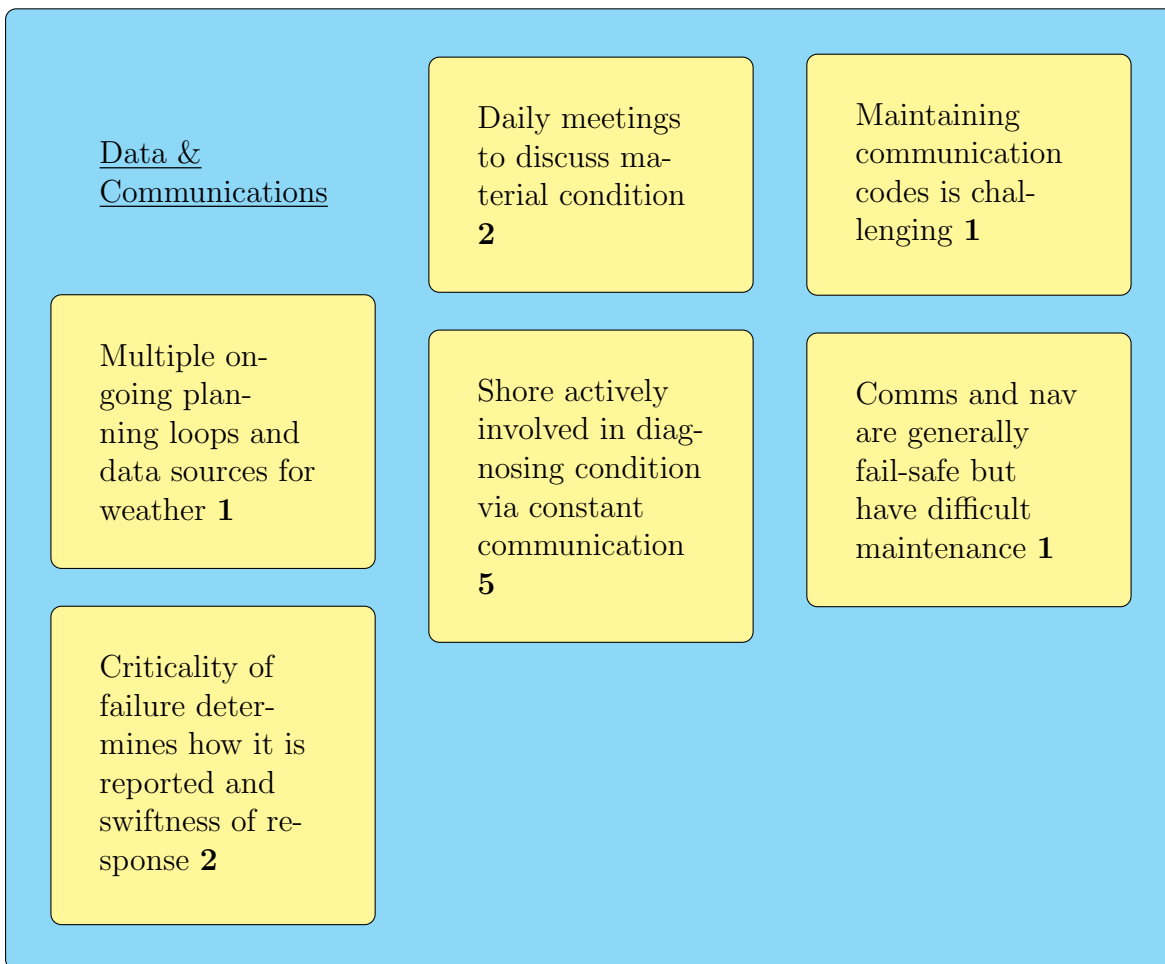 Data &
Communications
Multiple on-
going plan-
ning loops and
data sources for
weather 1
Criticality of
failure deter-
mines how it is
reported and
swiftness of re-
sponse 2
Daily meetings
to discuss ma-
terial condition
2
Shore actively
involved in diag-
nosing condition
via constant
communication
5
Maintaining
communication
codes is chal-
lenging 1
Comms and nav
are generally
fail-safe but
have difficult
maintenance 1